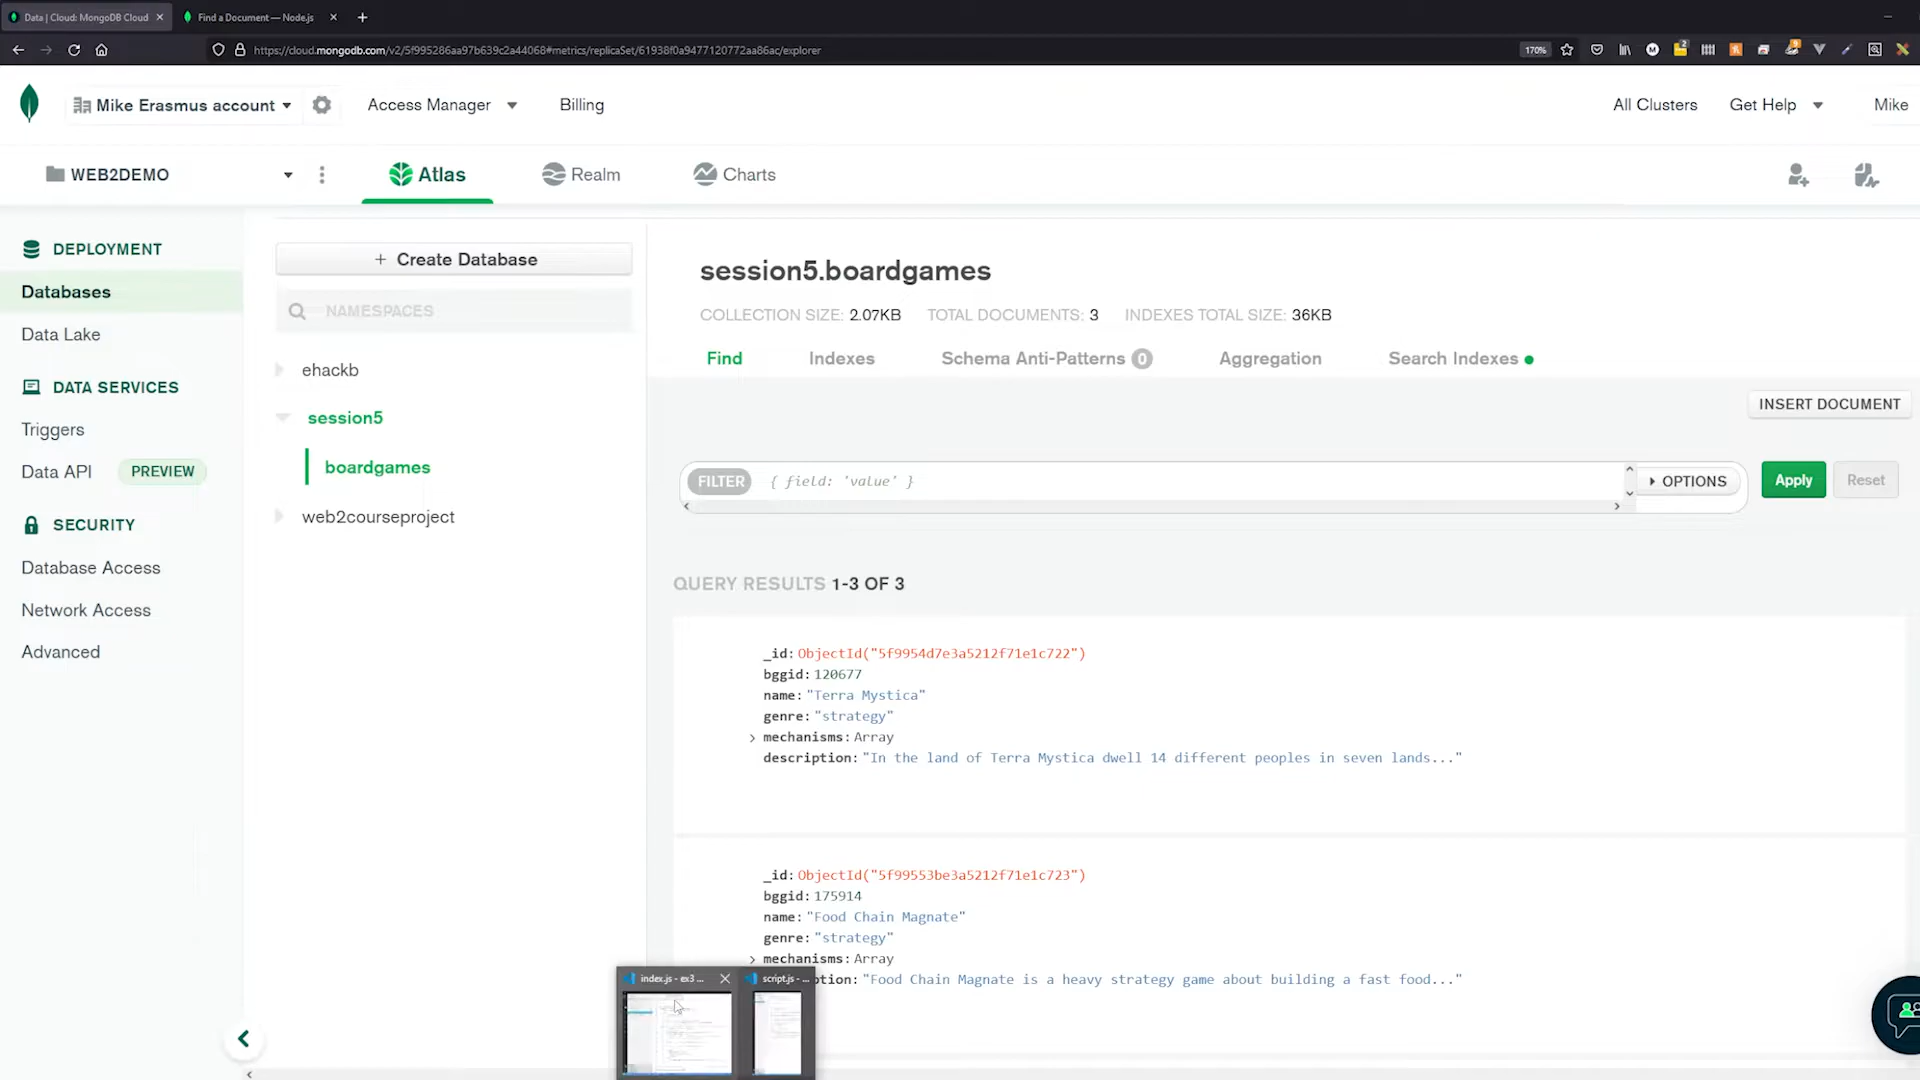 Data | Cloud: MongoDB Cloud
Find a Document — Node.js
https://cloud.mongodb.com/v2/5f995286aa97b639c2a44068#metrics/replicaSet/61938f0a9477120772aa86ac/explorer
170%
2
9
Mike Erasmus account
Access Manager
Billing
All Clusters
Get Help
Mike
WEB2DEMO
Atlas
Realm
Charts
DEPLOYMENT
Databases
Data Lake
DATA SERVICES
Triggers
Data API PREVIEW
SECURITY
Database Access
Network Access
Advanced
+ Create Database
NAMESPACES
ehackb
session5
boardgames
web2courseproject
session5.boardgames
COLLECTION SIZE: 2.07KB TOTAL DOCUMENTS: 3 INDEXES TOTAL SIZE: 36KB
Find
Indexes
Schema Anti-Patterns 0
Aggregation
Search Indexes
INSERT DOCUMENT
FILTER { field: 'value' }
OPTIONS
Apply
Reset
QUERY RESULTS 1-3 OF 3
_id: ObjectId("5f9954d7e3a5212f71e1c722")
bggid: 120677
name: "Terra Mystica"
genre: "strategy"
mechanisms: Array
description: "In the land of Terra Mystica dwell 14 different peoples in seven lands..."
_id: ObjectId("5f99553be3a5212f71e1c723")
bggid: 175914
name: "Food Chain Magnate"
genre: "strategy"
mechanisms: Array
ption: "Food Chain Magnate is a heavy strategy game about building a fast food..."
index.js - ex3 ...
script.js - ...